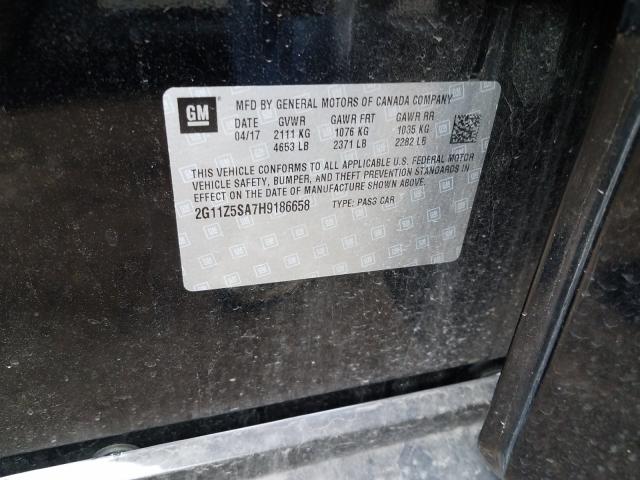 GM MFD BY GENERAL MOTORS OF CANADA COMPANY
DATE GVWR GAWR FRT GAWR RR
04/17 2111 KG 1076 KG 1035 KG
4653 LB 2371 LB 2282 LB
THIS VEHICLE CONFORMS TO ALL APPLICABLE U.S. FEDERAL MOTOR
VEHICLE SAFETY, BUMPER, AND THEFT PREVENTION STANDARDS IN
EFFECT ON THE DATE OF MANUFACTURE SHOWN ABOVE.
2G11Z5SA7H9186658 TYPE: PASS CAR